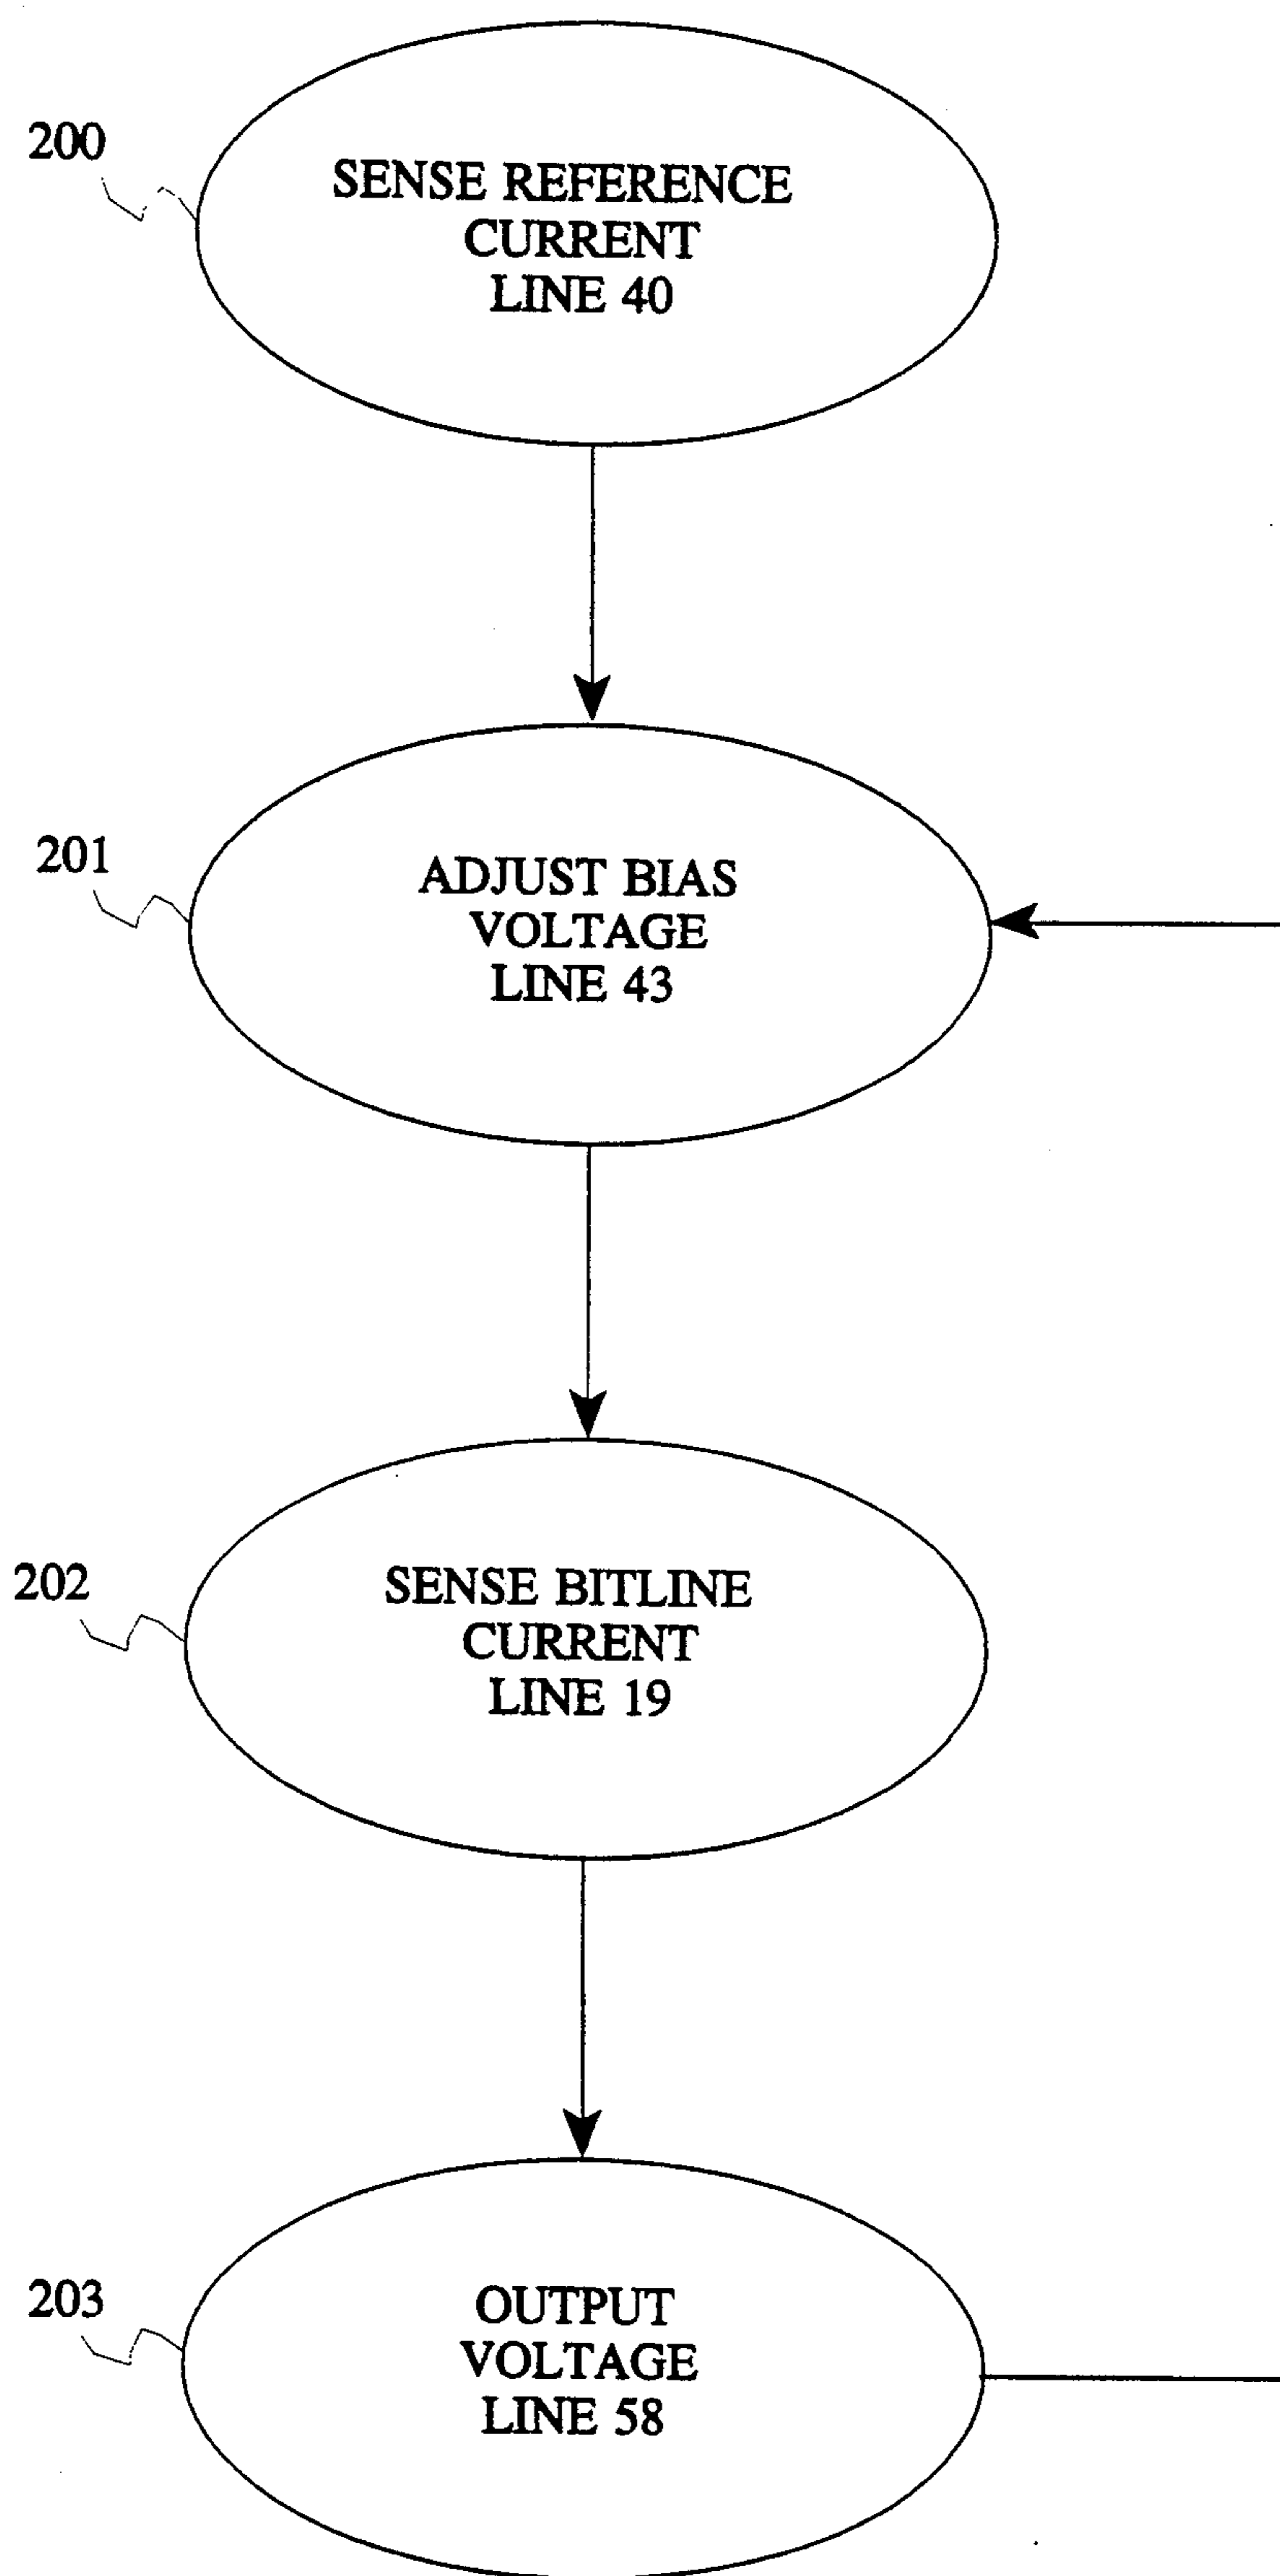 200
SENSE REFERENCE
CURRENT
LINE 40
201
ADJUST BIAS
VOLTAGE
LINE 43
202
SENSE BITLINE
CURRENT
LINE 19
203
OUTPUT
VOLTAGE
LINE 58